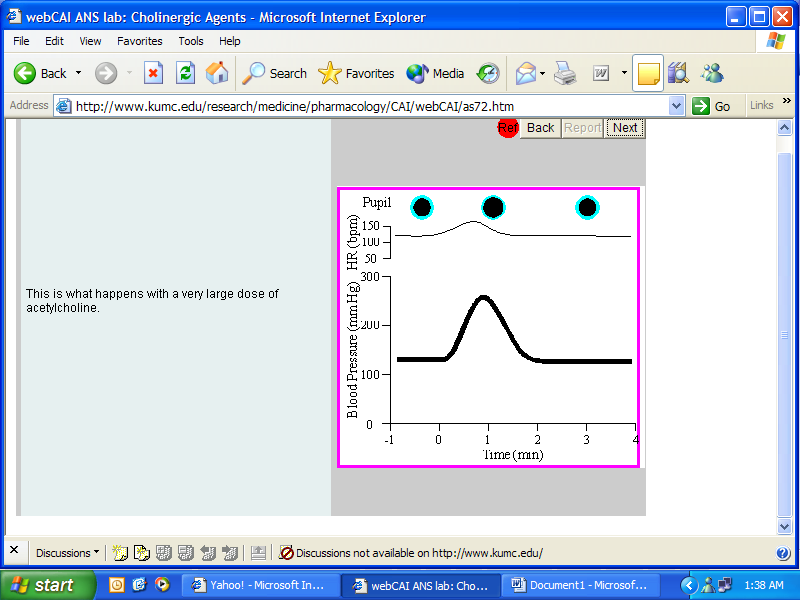 webCAI ANS lab: Cholinergic Agents - Microsoft Internet Explorer
File Edit View Favorites Tools Help
Back Search Favorites Media
Address http://www.kumc.edu/research/medicine/pharmacology/CAI/webCAI/as72.htm Go Links »
Back Report Next
This is what happens with a very large dose of
acetylcholine.
Pupil
HR (bpm)
150
100
50
Blood Pressure (mmHg)
300
200
100
0
-1 0 1 2 3 4
Time (min)
Discussions Discussions not available on http://www.kumc.edu/
start Yahoo! - Microsoft In... webCAI ANS lab: Cho... Document1 - Microsof... 1:38 AM